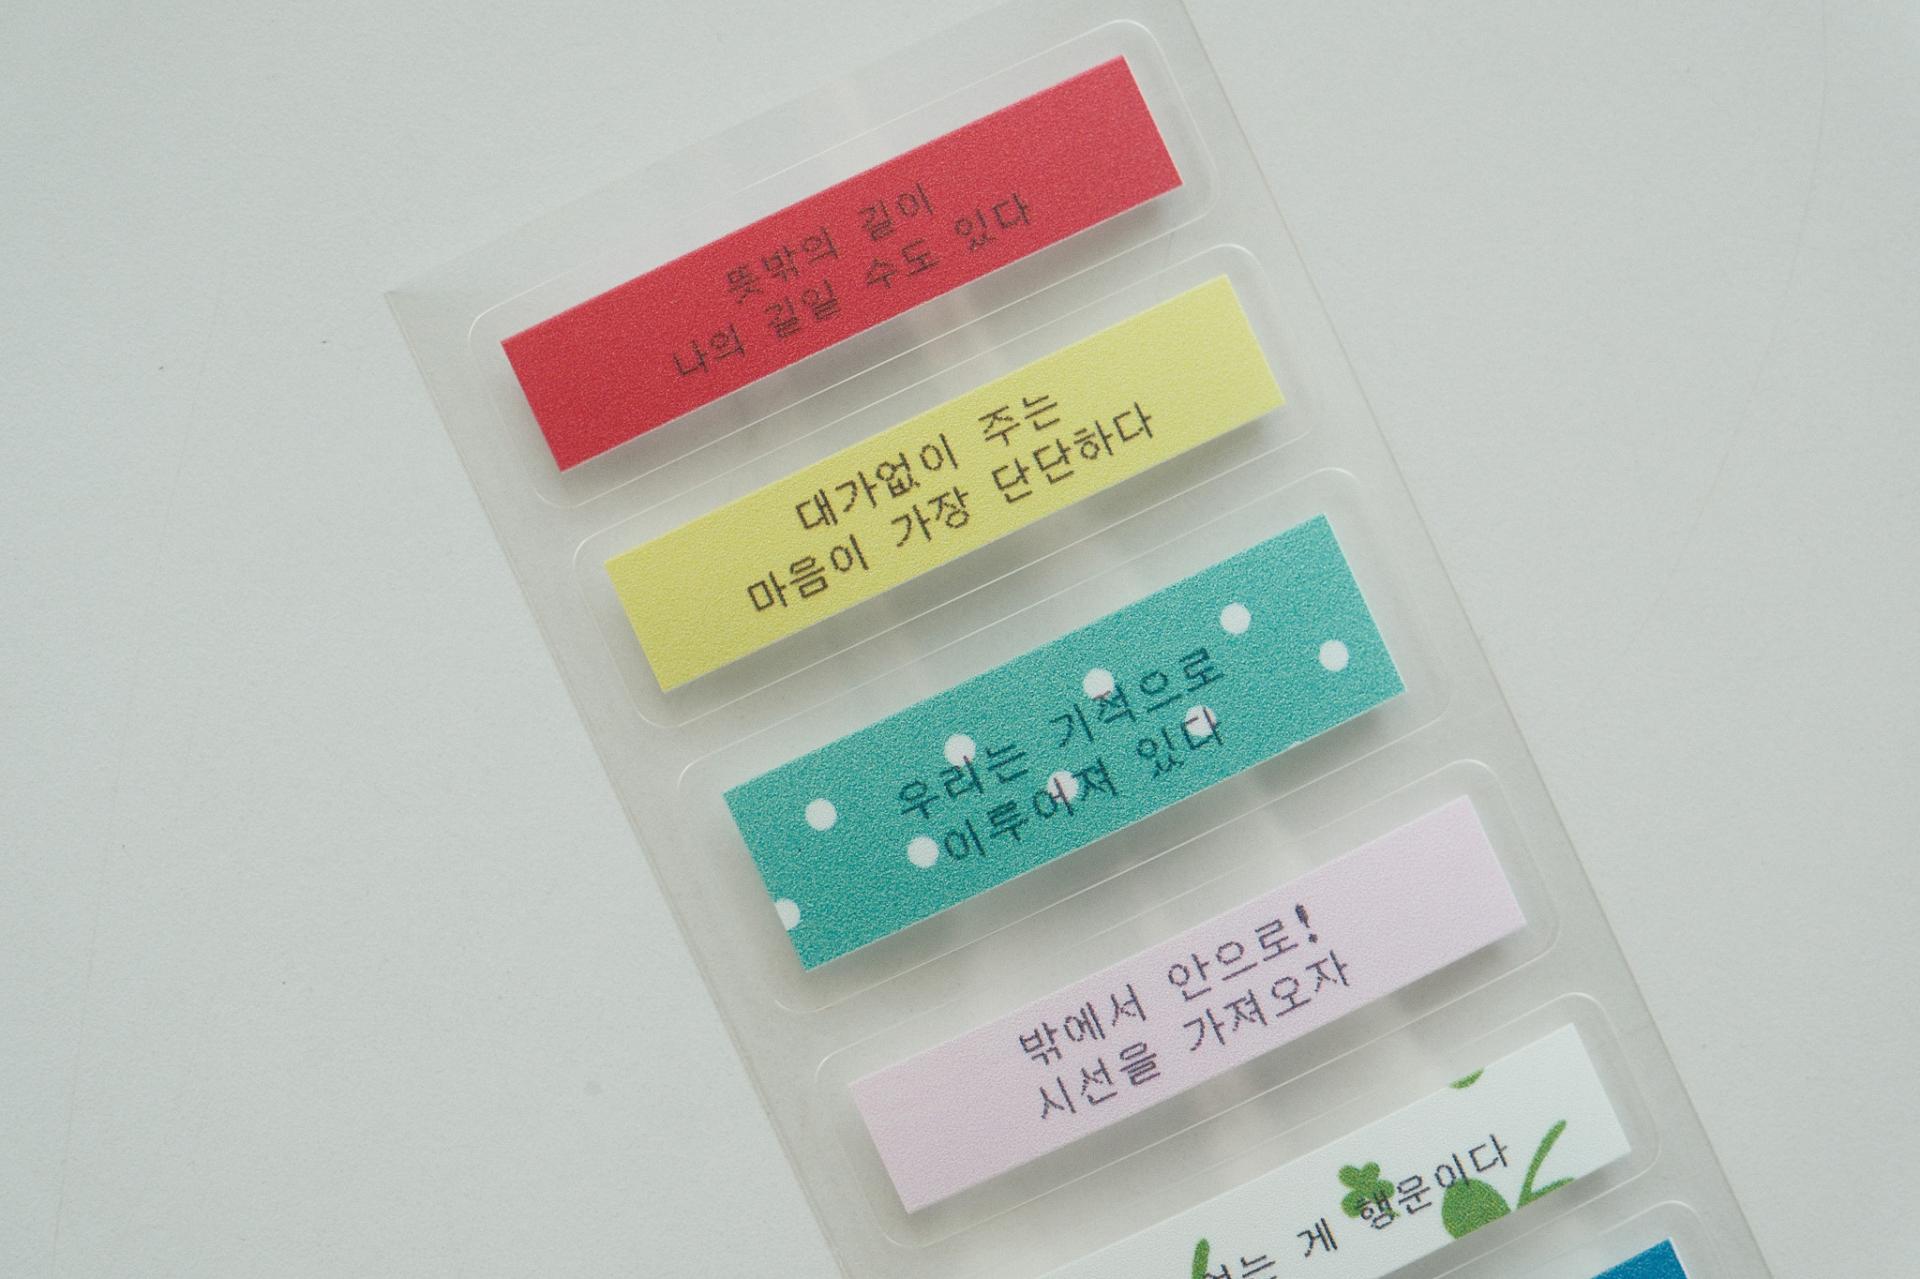 뜻밖의 길이
나의 길일 수도 있다
대가없이 주는
마음이 가장 단단하다
우리는 기적으로
이루어져 있다
밖에서 안으로!
시선을 가져오자
게 행운이다